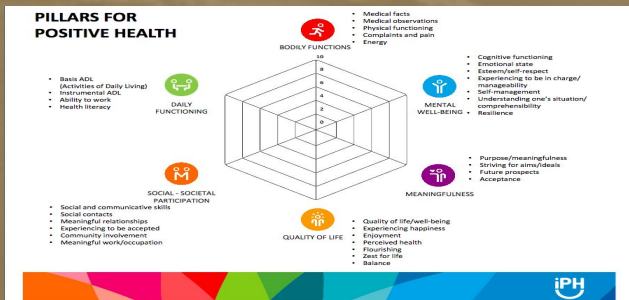 PILLARS FOR
POSITIVE HEALTH
• Medical facts
• Medical observations
• Physical functioning
• Complaints and pain
• Energy
BODILY FUNCTIONS
10
8
6
4
2
0
• Cognitive functioning
• Emotional state
• Esteem/self-respect
• Experiencing to be in charge/
manageability
• Self-management
• Understanding one's situation/
comprehensibility
• Resilience
MENTAL
WELL-BEING
• Purpose/meaningfulness
• Striving for aims/ideals
• Future prospects
• Acceptance
MEANINGFULNESS
• Quality of life/well-being
• Experiencing happiness
• Enjoyment
• Perceived health
• Flourishing
• Zest for life
• Balance
QUALITY OF LIFE
SOCIAL - SOCIETAL
PARTICIPATION
• Social and communicative skills
• Social contacts
• Meaningful relationships
• Experiencing to be accepted
• Community involvement
• Meaningful work/occupation
• Basis ADL
(Activities of Daily Living)
• Instrumental ADL
• Ability to work
• Health literacy
DAILY
FUNCTIONING
iPH